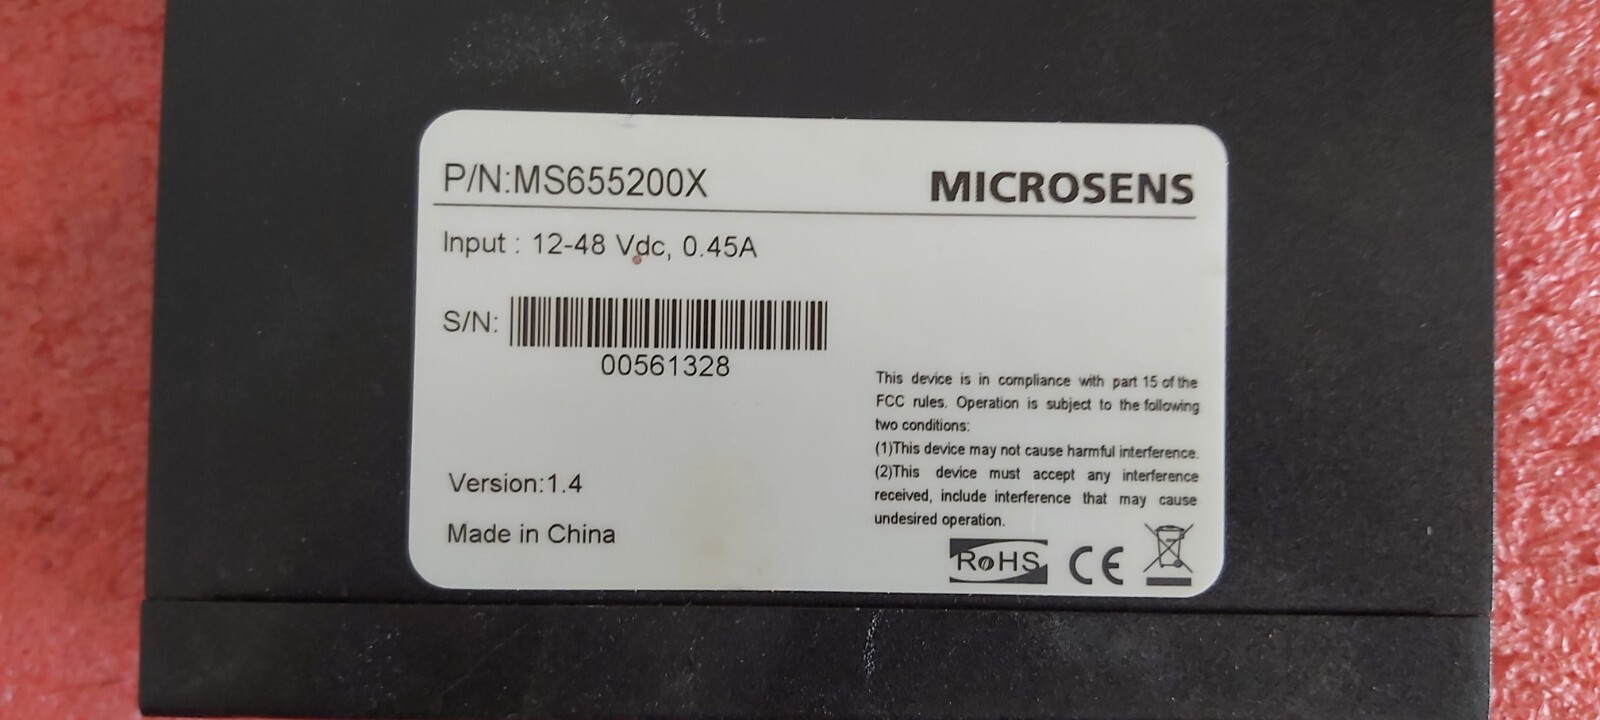 P/N:MS655200X MICROSENS
Input : 12-48 Vdc, 0.45A
S/N:
00561328
This device is in compliance with part 15 of the
FCC rules. Operation is subject to the following
two conditions:
(1)This device may not cause harmful interference.
(2)This device must accept any interference
received, include interference that may cause
undesired operation.
Version:1.4
Made in China
RoHS CE